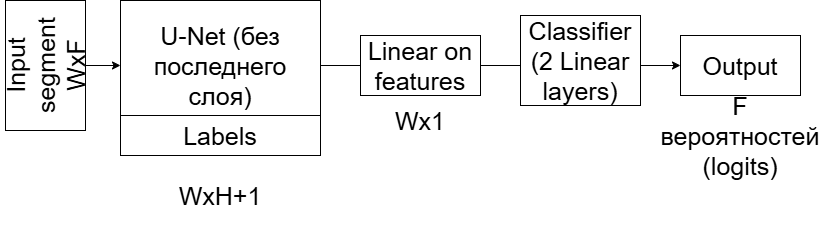 Input
segment
WxF
U-Net (без
последнего
слоя)
Labels
WxH+1
Linear on
features
Wx1
Classifier
(2 Linear
layers)
Output
F
вероятностей
(logits)